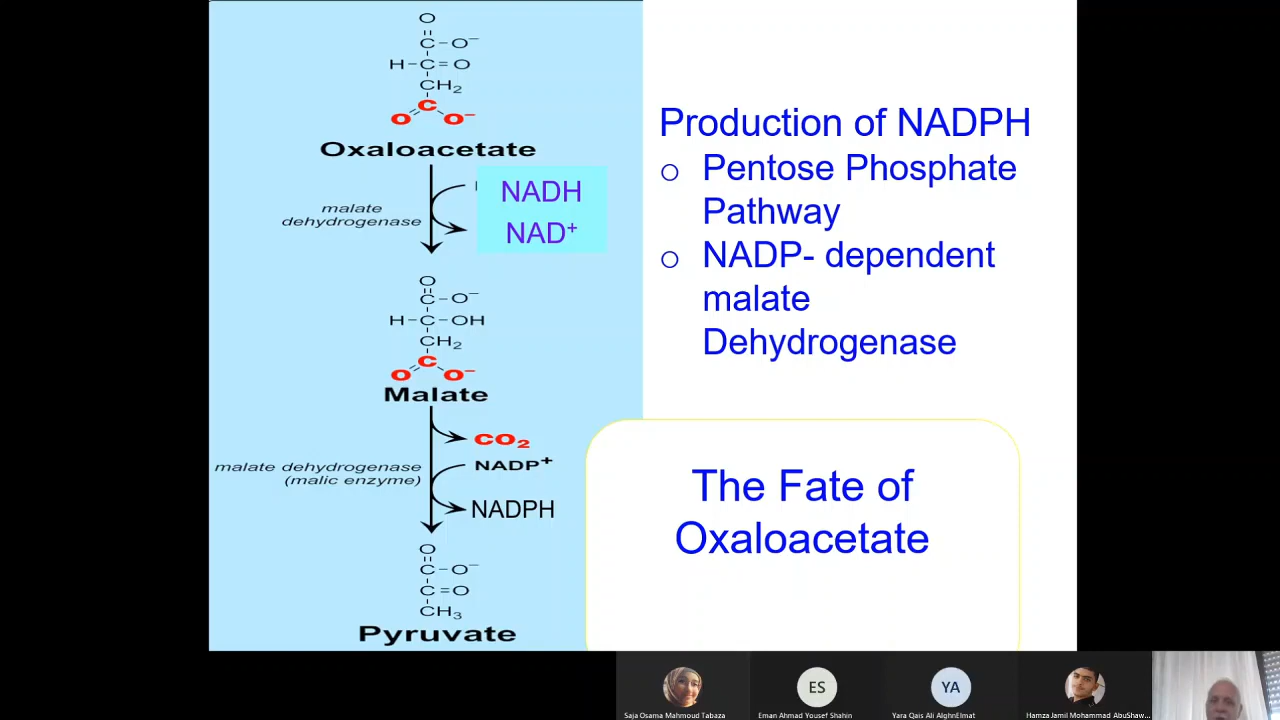 O
C-O⁻
H-C=O
CH₂
C
O O⁻
Oxaloacetate
NADH
malate
dehydrogenase
NAD⁺
O
C-O⁻
H-C-OH
CH₂
C
O O⁻
Malate
CO₂
malate dehydrogenase
(malic enzyme)
NADP⁺
NADPH
O
C-O⁻
C=O
CH₃
Pyruvate
Production of NADPH
o Pentose Phosphate
Pathway
o NADP- dependent
malate
Dehydrogenase
The Fate of
Oxaloacetate
ES
YA
Saja Osama Mahmoud Tabaza
Eman Ahmad Yousef Shahin
Yara Qais Ali AlghnElmat
Hamza Jamil Mohammad AbuShaw...